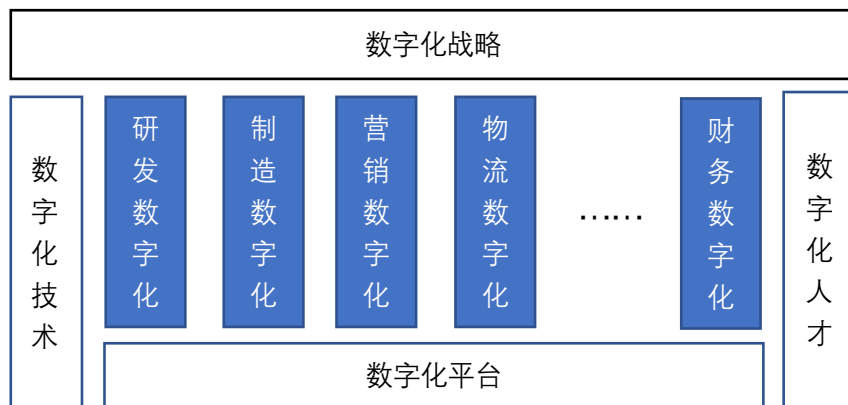 数字化战略
数字化技术
研发数字化
制造数字化
营销数字化
物流数字化
……
财务数字化
数字化人才
数字化平台